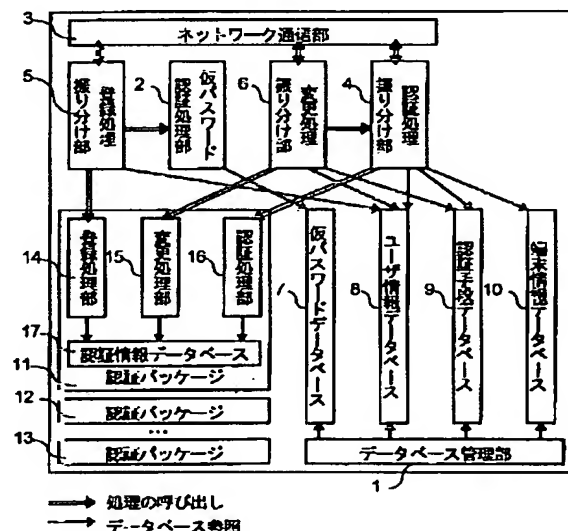 3
ネットワーク通信部
5
登録処理
振り分け部
2
仮パスワード
認証処理部
6
変更処理
振り分け部
4
認証処理
振り分け部
14
登録処理部
15
変更処理部
16
認証処理部
7
仮パスワードデータベース
8
ユーザ情報データベース
9
認証手段データベース
10
端末情報データベース
17
認証情報データベース
11
認証パッケージ
12
認証パッケージ
…
13
認証パッケージ
データベース管理部
1
処理の呼び出し
データベース参照